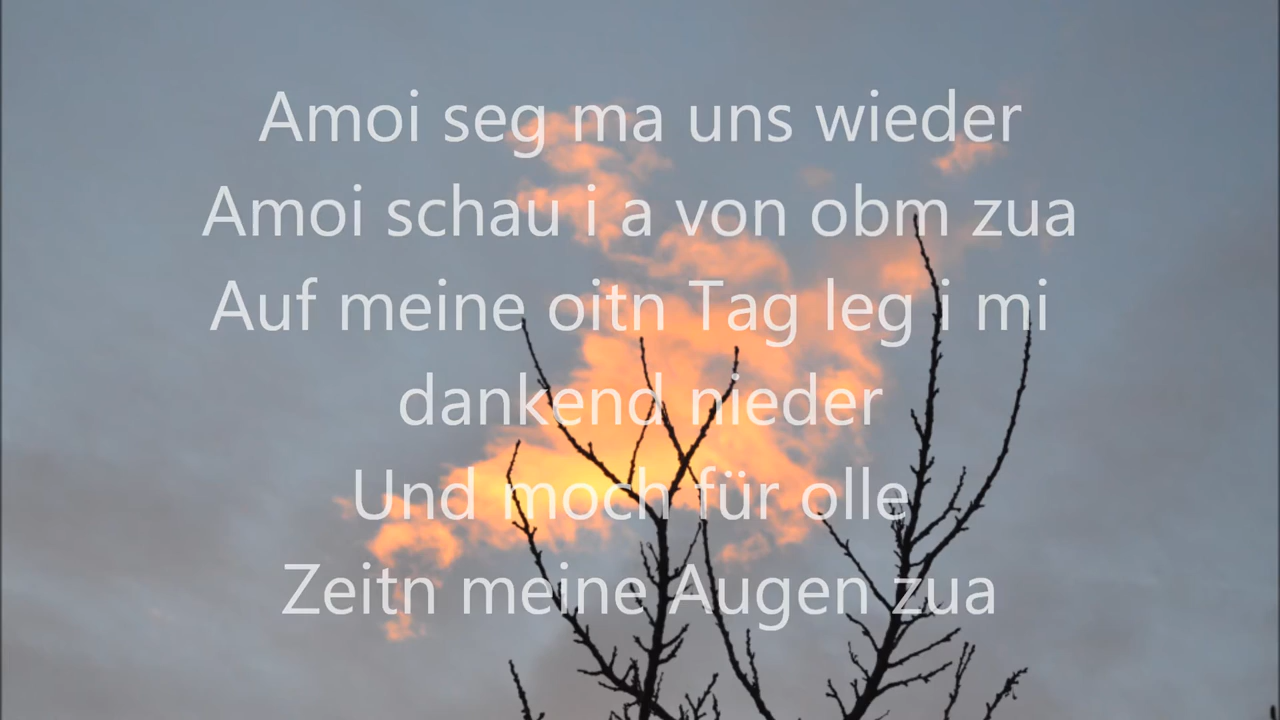 Amoi seg ma uns wieder
Amoi schau i a von obm zua
Auf meine oitn Tag leg i mi
dankend nieder
Und moch für olle
Zeitn meine Augen zua